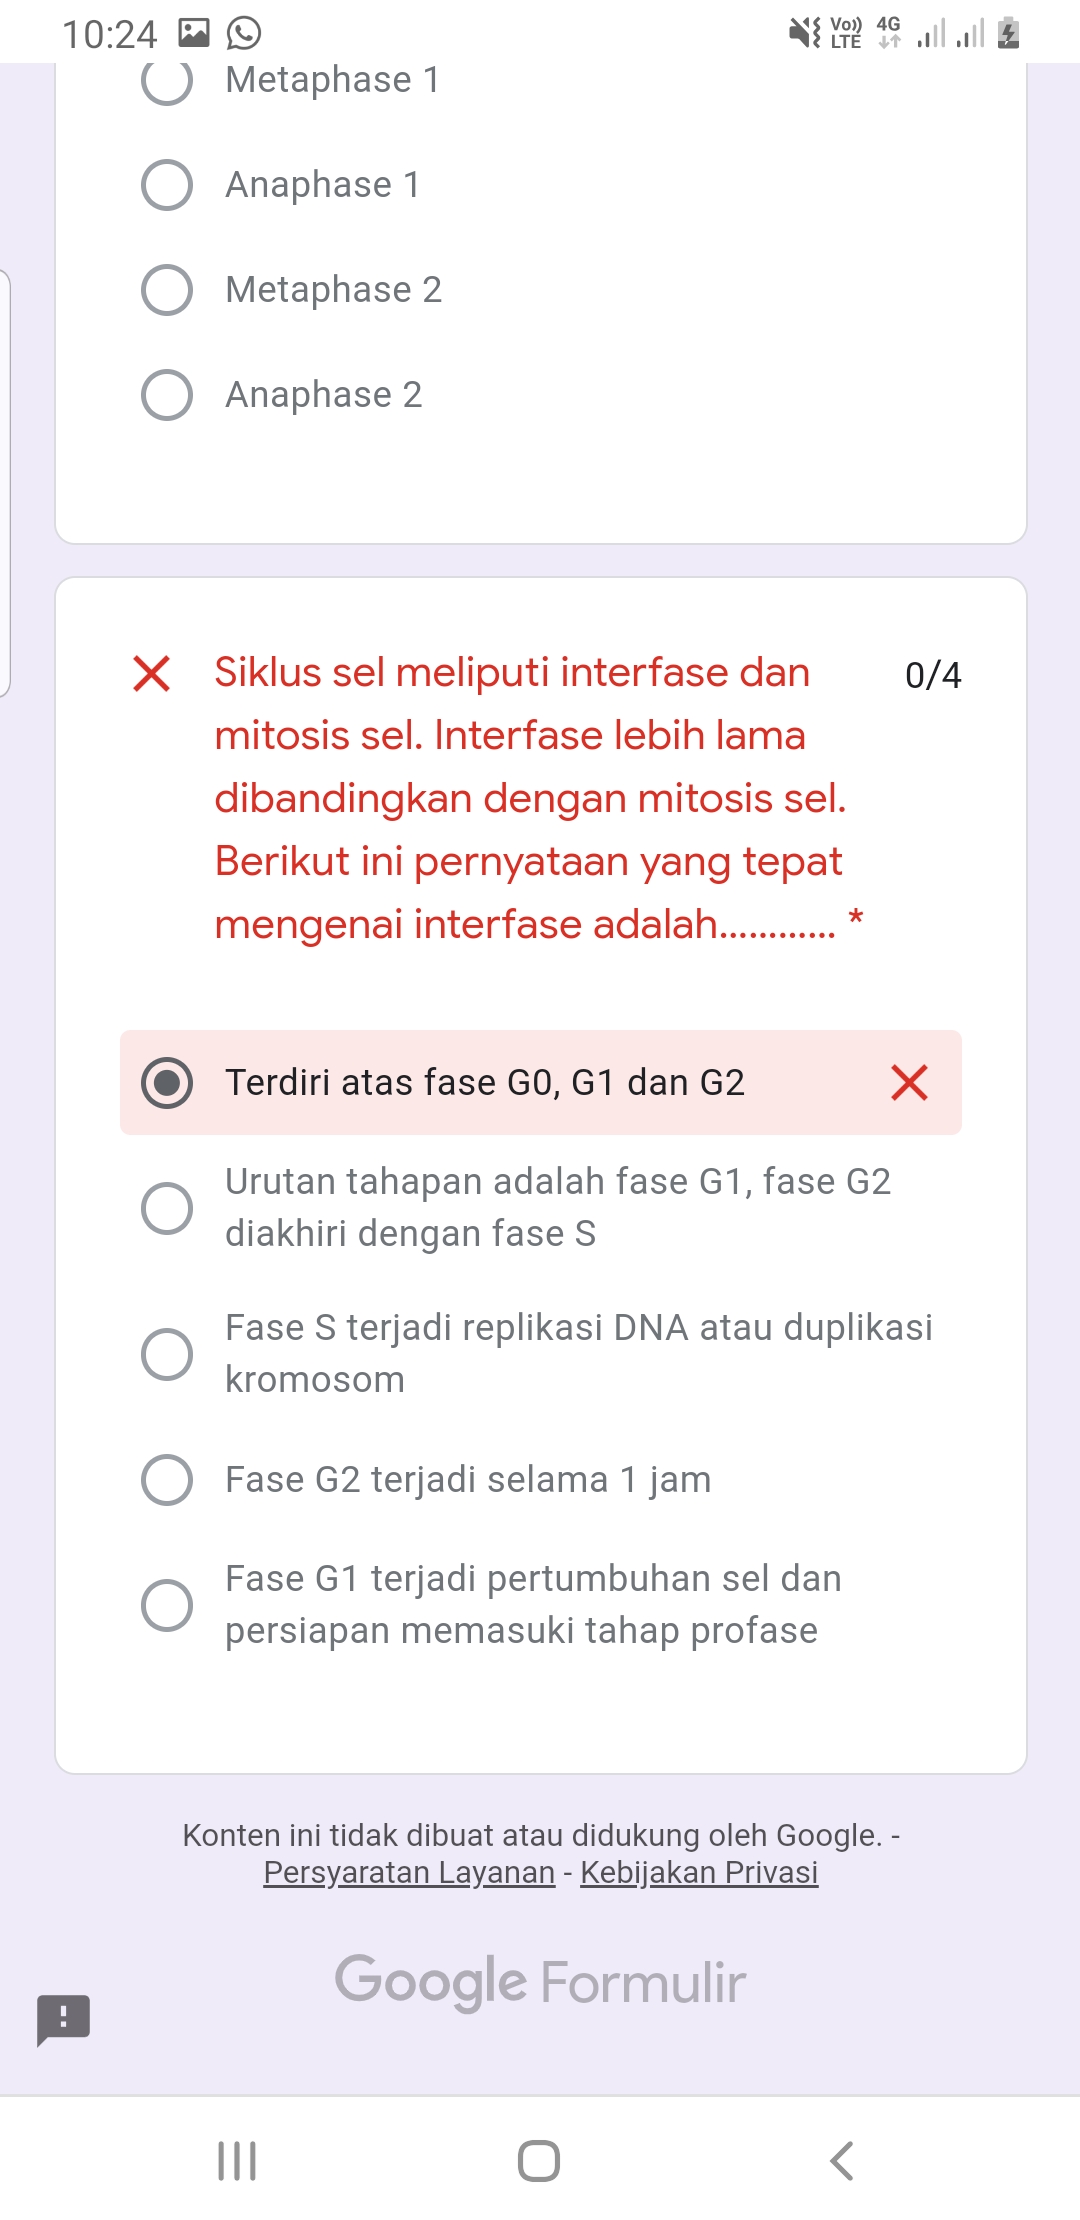 10:24
Vo)) LTE 4G
Metaphase 1
Anaphase 1
Metaphase 2
Anaphase 2
Siklus sel meliputi interfase dan
0/4
mitosis sel. Interfase lebih lama
dibandingkan dengan mitosis sel.
Berikut ini pernyataan yang tepat
mengenai interfase adalah............ *
Terdiri atas fase G0, G1 dan G2
Urutan tahapan adalah fase G1, fase G2
diakhiri dengan fase S
Fase S terjadi replikasi DNA atau duplikasi
kromosom
Fase G2 terjadi selama 1 jam
Fase G1 terjadi pertumbuhan sel dan
persiapan memasuki tahap profase
Konten ini tidak dibuat atau didukung oleh Google. -
Persyaratan Layanan - Kebijakan Privasi
Google Formulir